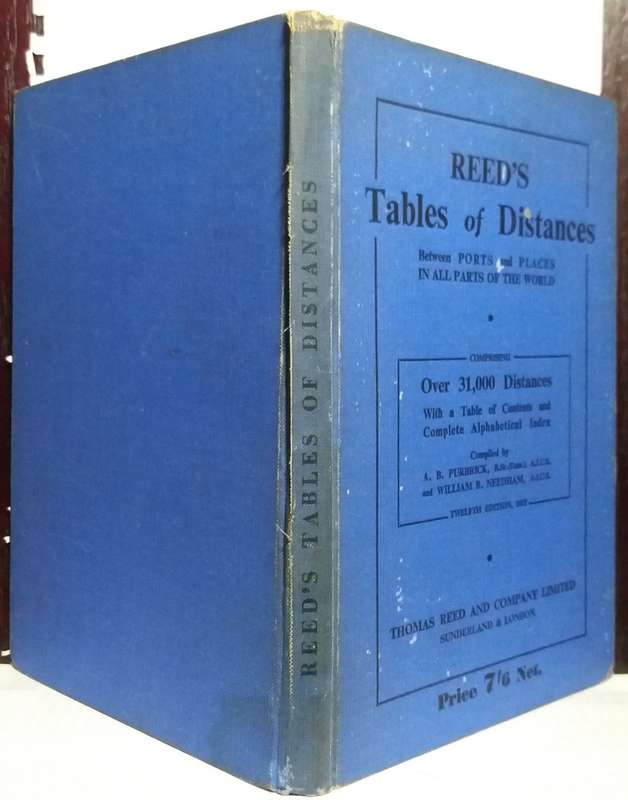 REED'S TABLES OF DISTANCES
REED'S
Tables of Distances
Between PORTS and PLACES
IN ALL PARTS OF THE WORLD
COMPRISING
Over 31,000 Distances
With a Table of Contents and
Complete Alphabetical Index
Compiled by
A. B. PURBRICK,
and WILLIAM B. NEEDHAM,
TWELFTH EDITION,
THOMAS REED AND COMPANY LIMITED
SUNDERLAND & LONDON
Price 7/6 Net.